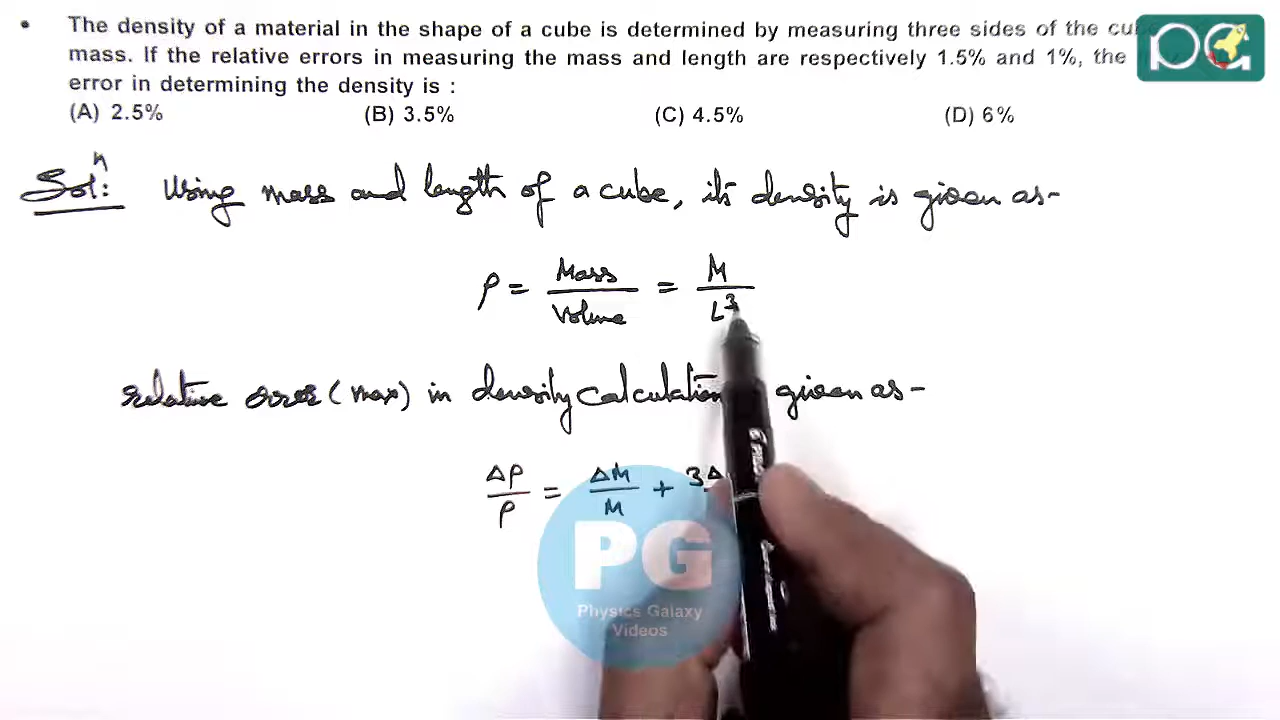 • The density of a material in the shape of a cube is determined by measuring three sides of the
mass. If the relative errors in measuring the mass and length are respectively 1.5% and 1%, the
error in determining the density is :
(A) 2.5% (B) 3.5% (C) 4.5% (D) 6%
Solⁿ: Using mass and length of a cube, its density is given as-
ρ = Mass / Volume = M / L³
relative error (max) in density calculation given as-
Δρ / ρ = ΔM / M + 3Δ
PG
Physics Galaxy
Videos